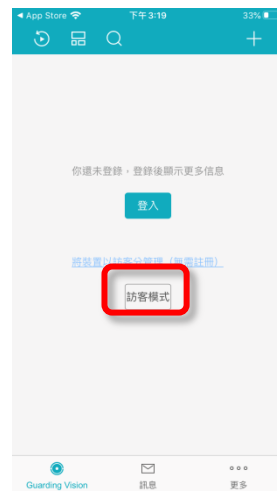 ◀ App Store 下午3:19 33%
你還未登錄，登錄後顯示更多信息
登入
將裝置以訪客分管理（無需註冊）
訪客模式
Guarding Vision 訊息 更多